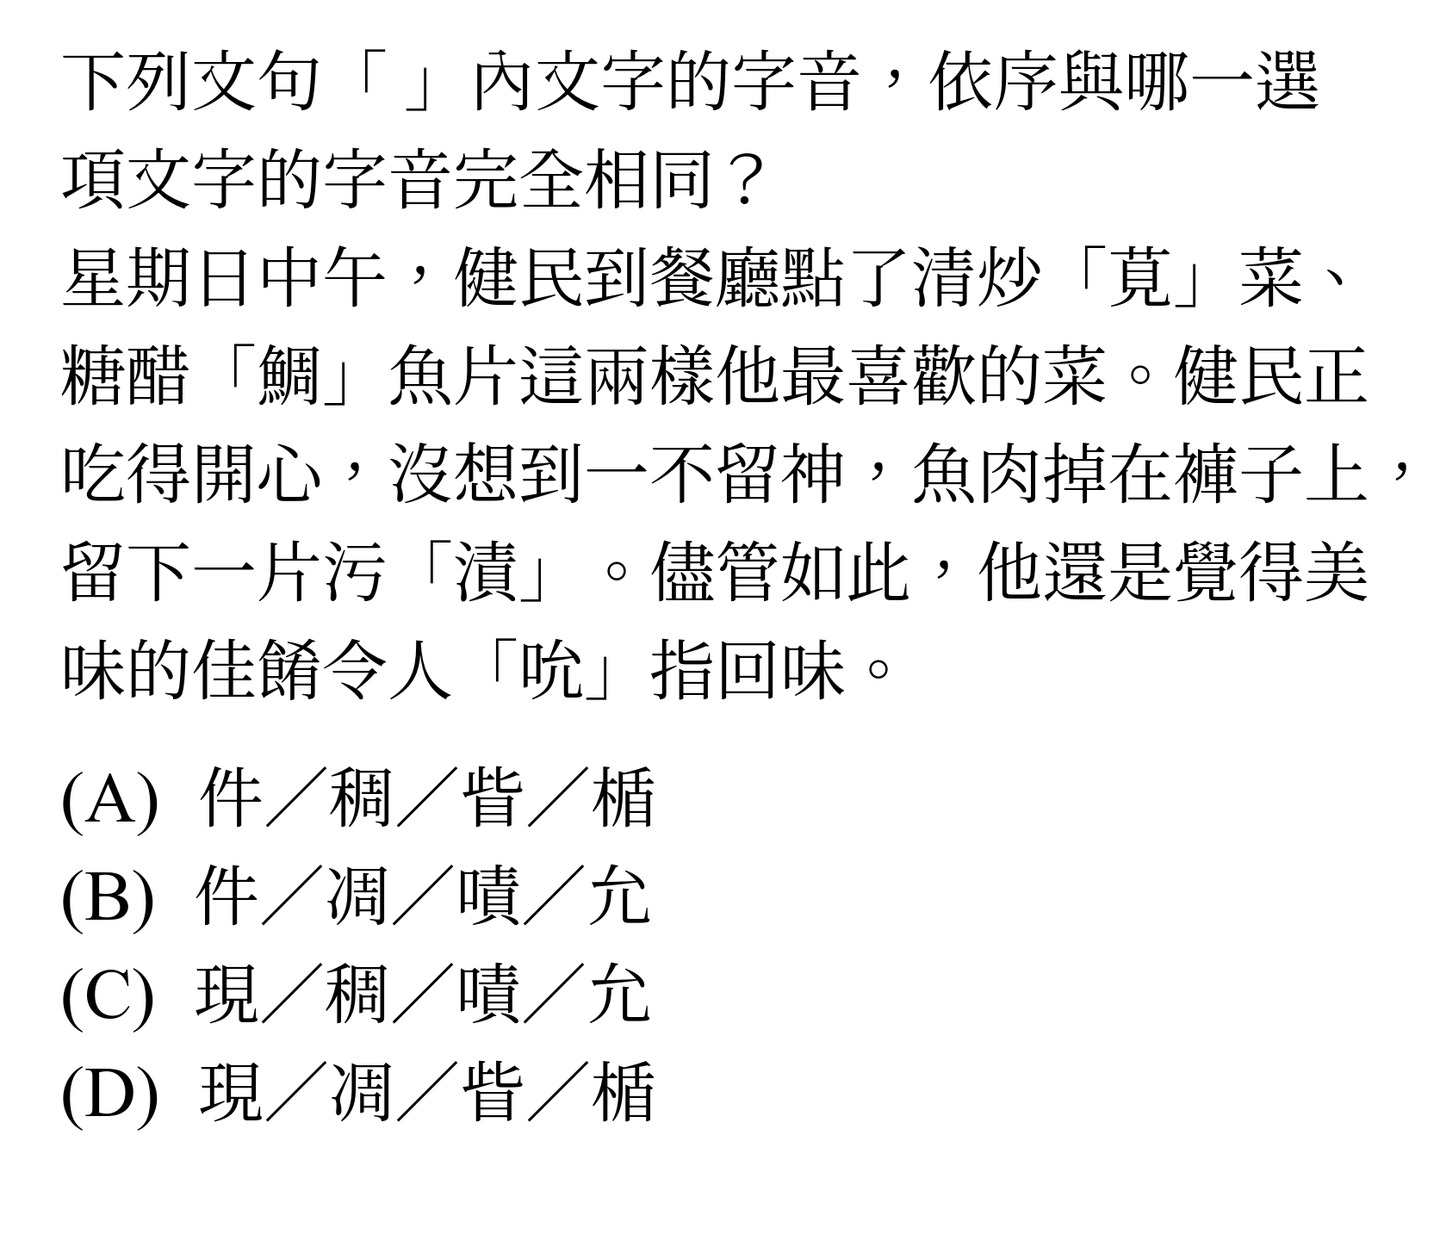 下列文句「 」內文字的字音，依序與哪一選
項文字的字音完全相同？
星期日中午，健民到餐廳點了清炒「莧」菜、
糖醋「鯛」魚片這兩樣他最喜歡的菜。健民正
吃得開心，沒想到一不留神，魚肉掉在褲子上，
留下一片污「漬」。儘管如此，他還是覺得美
味的佳餚令人「吮」指回味。
(A) 件／稠／眥／楯
(B) 件／凋／嘖／允
(C) 現／稠／嘖／允
(D) 現／凋／眥／楯